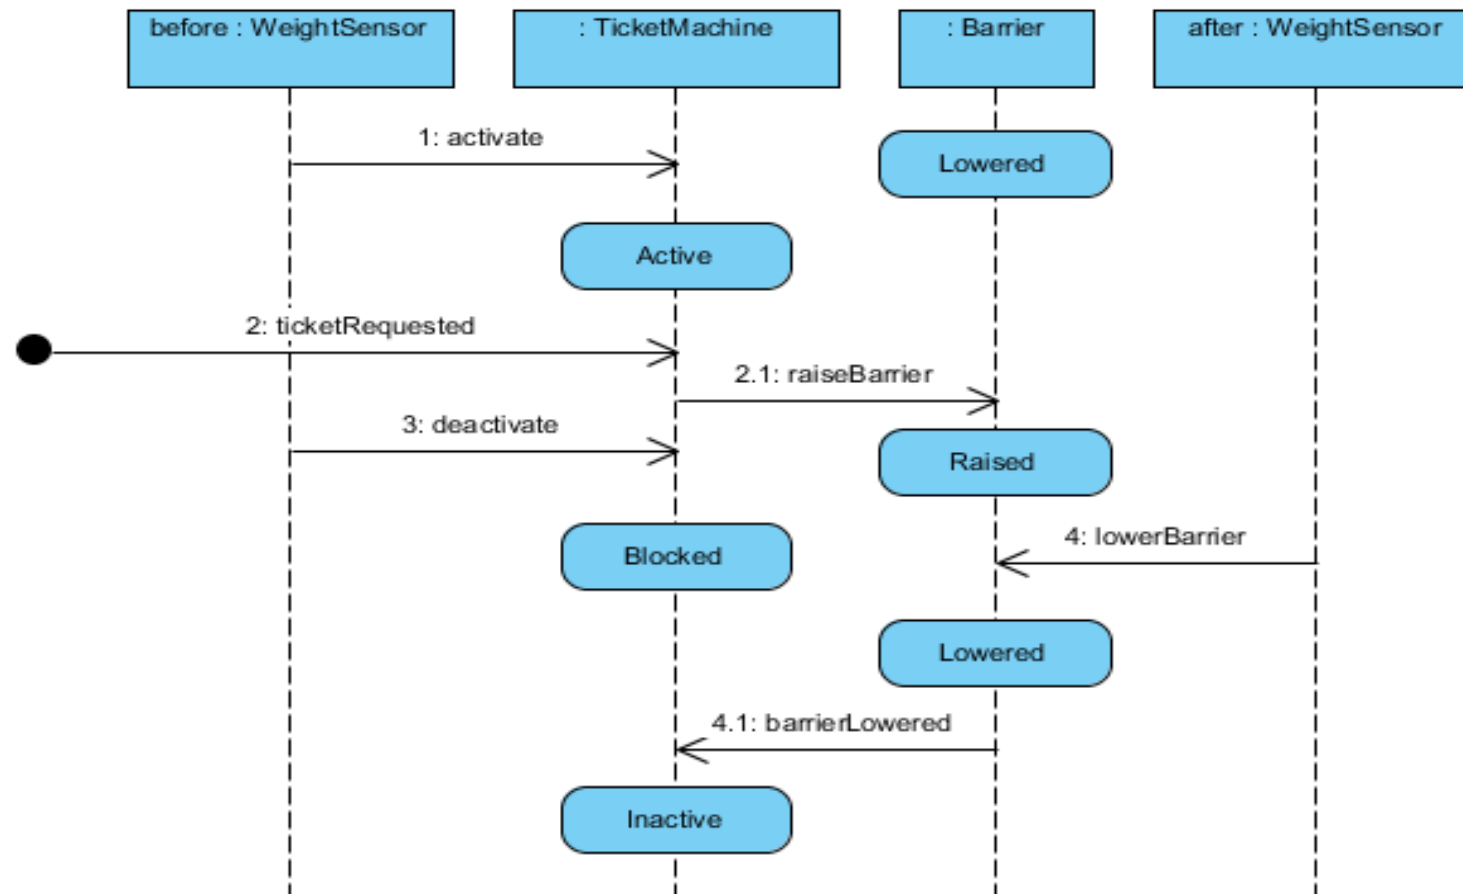 before : WeightSensor
: TicketMachine
: Barrier
after : WeightSensor
1: activate
Lowered
Active
2: ticketRequested
2.1: raiseBarrier
3: deactivate
Raised
4: lowerBarrier
Blocked
Lowered
4.1: barrierLowered
Inactive